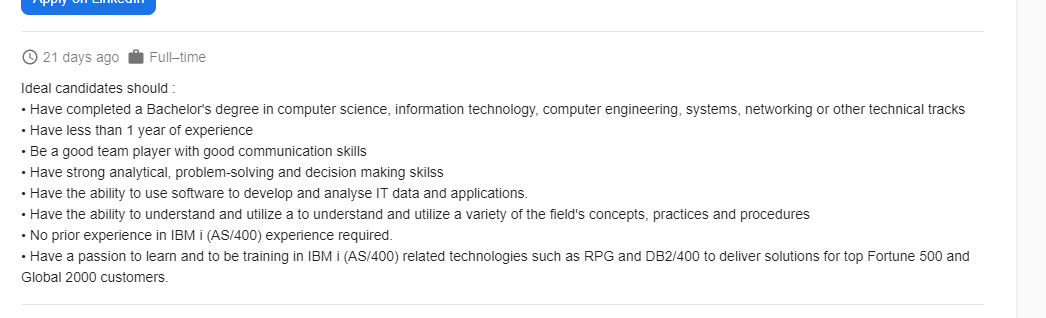 Apply on LinkedIn
21 days ago Full–time
Ideal candidates should :
• Have completed a Bachelor's degree in computer science, information technology, computer engineering, systems, networking or other technical tracks
• Have less than 1 year of experience
• Be a good team player with good communication skills
• Have strong analytical, problem-solving and decision making skilss
• Have the ability to use software to develop and analyse IT data and applications.
• Have the ability to understand and utilize a to understand and utilize a variety of the field's concepts, practices and procedures
• No prior experience in IBM i (AS/400) experience required.
• Have a passion to learn and to be training in IBM i (AS/400) related technologies such as RPG and DB2/400 to deliver solutions for top Fortune 500 and
Global 2000 customers.